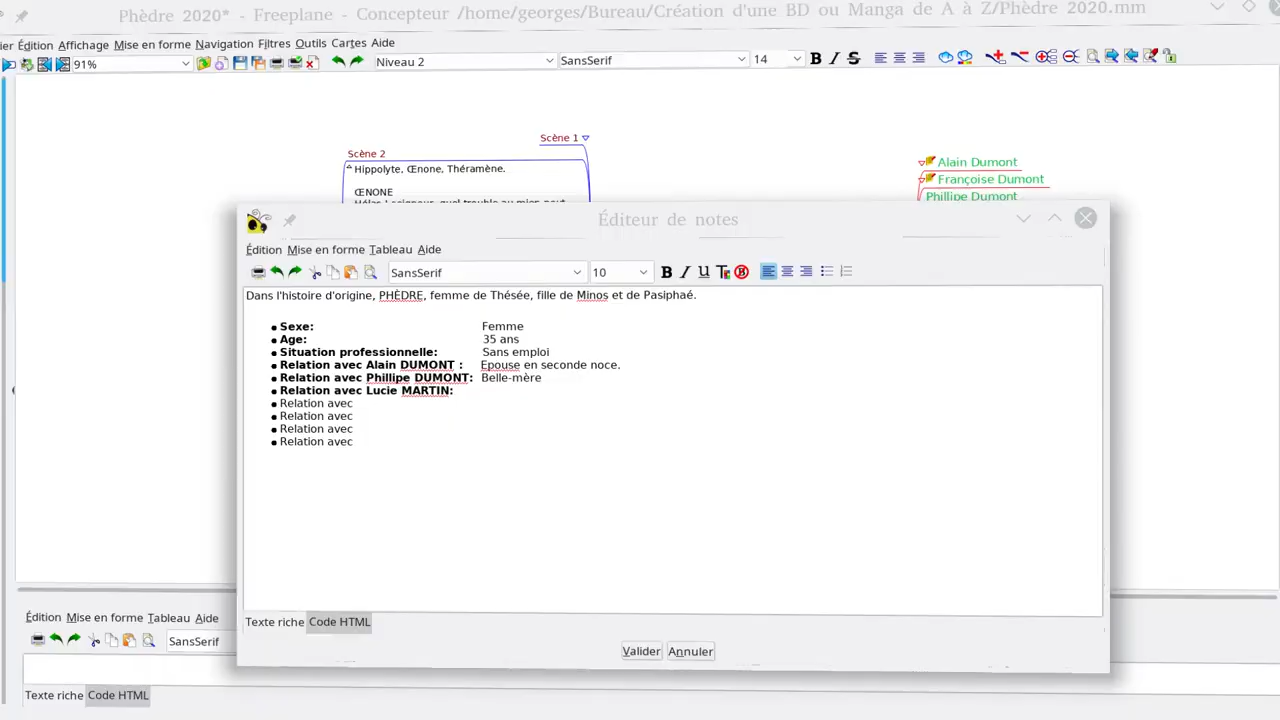 Phèdre 2020* - Freeplane - Concepteur /home/georges/Bureau/Création d'une BD ou Manga de A à Z/Phèdre 2020.mm
ier Édition Affichage Mise en forme Navigation Filtres Outils Cartes Aide
91% Niveau 2 SansSerif 14 B I S
Scène 1
Scène 2
Hippolyte, Œnone, Théramène.
ŒNONE
Alain Dumont
Françoise Dumont
Phillipe Dumont
Éditeur de notes
Édition Mise en forme Tableau Aide
SansSerif 10 B I U
Dans l'histoire d'origine, PHÈDRE, femme de Thésée, fille de Minos et de Pasiphaé.
Sexe: Femme
Age: 35 ans
Situation professionnelle: Sans emploi
Relation avec Alain DUMONT : Epouse en seconde noce.
Relation avec Phillipe DUMONT: Belle-mère
Relation avec Lucie MARTIN:
Relation avec
Relation avec
Relation avec
Relation avec
Texte riche Code HTML
Valider Annuler
Édition Mise en forme Tableau Aide
SansSerif
Texte riche Code HTML